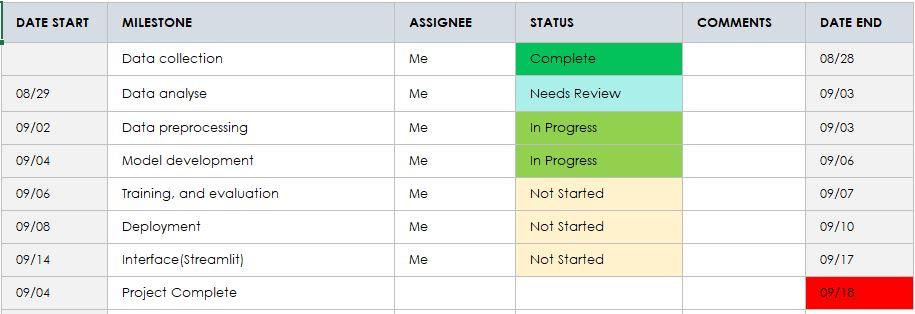 DATE START MILESTONE ASSIGNEE STATUS COMMENTS DATE END
Data collection Me Complete 08/28
08/29 Data analyse Me Needs Review 09/03
09/02 Data preprocessing Me In Progress 09/03
09/04 Model development Me In Progress 09/06
09/06 Training, and evaluation Me Not Started 09/07
09/08 Deployment Me Not Started 09/10
09/14 Interface(Streamlit) Me Not Started 09/17
09/04 Project Complete 09/18